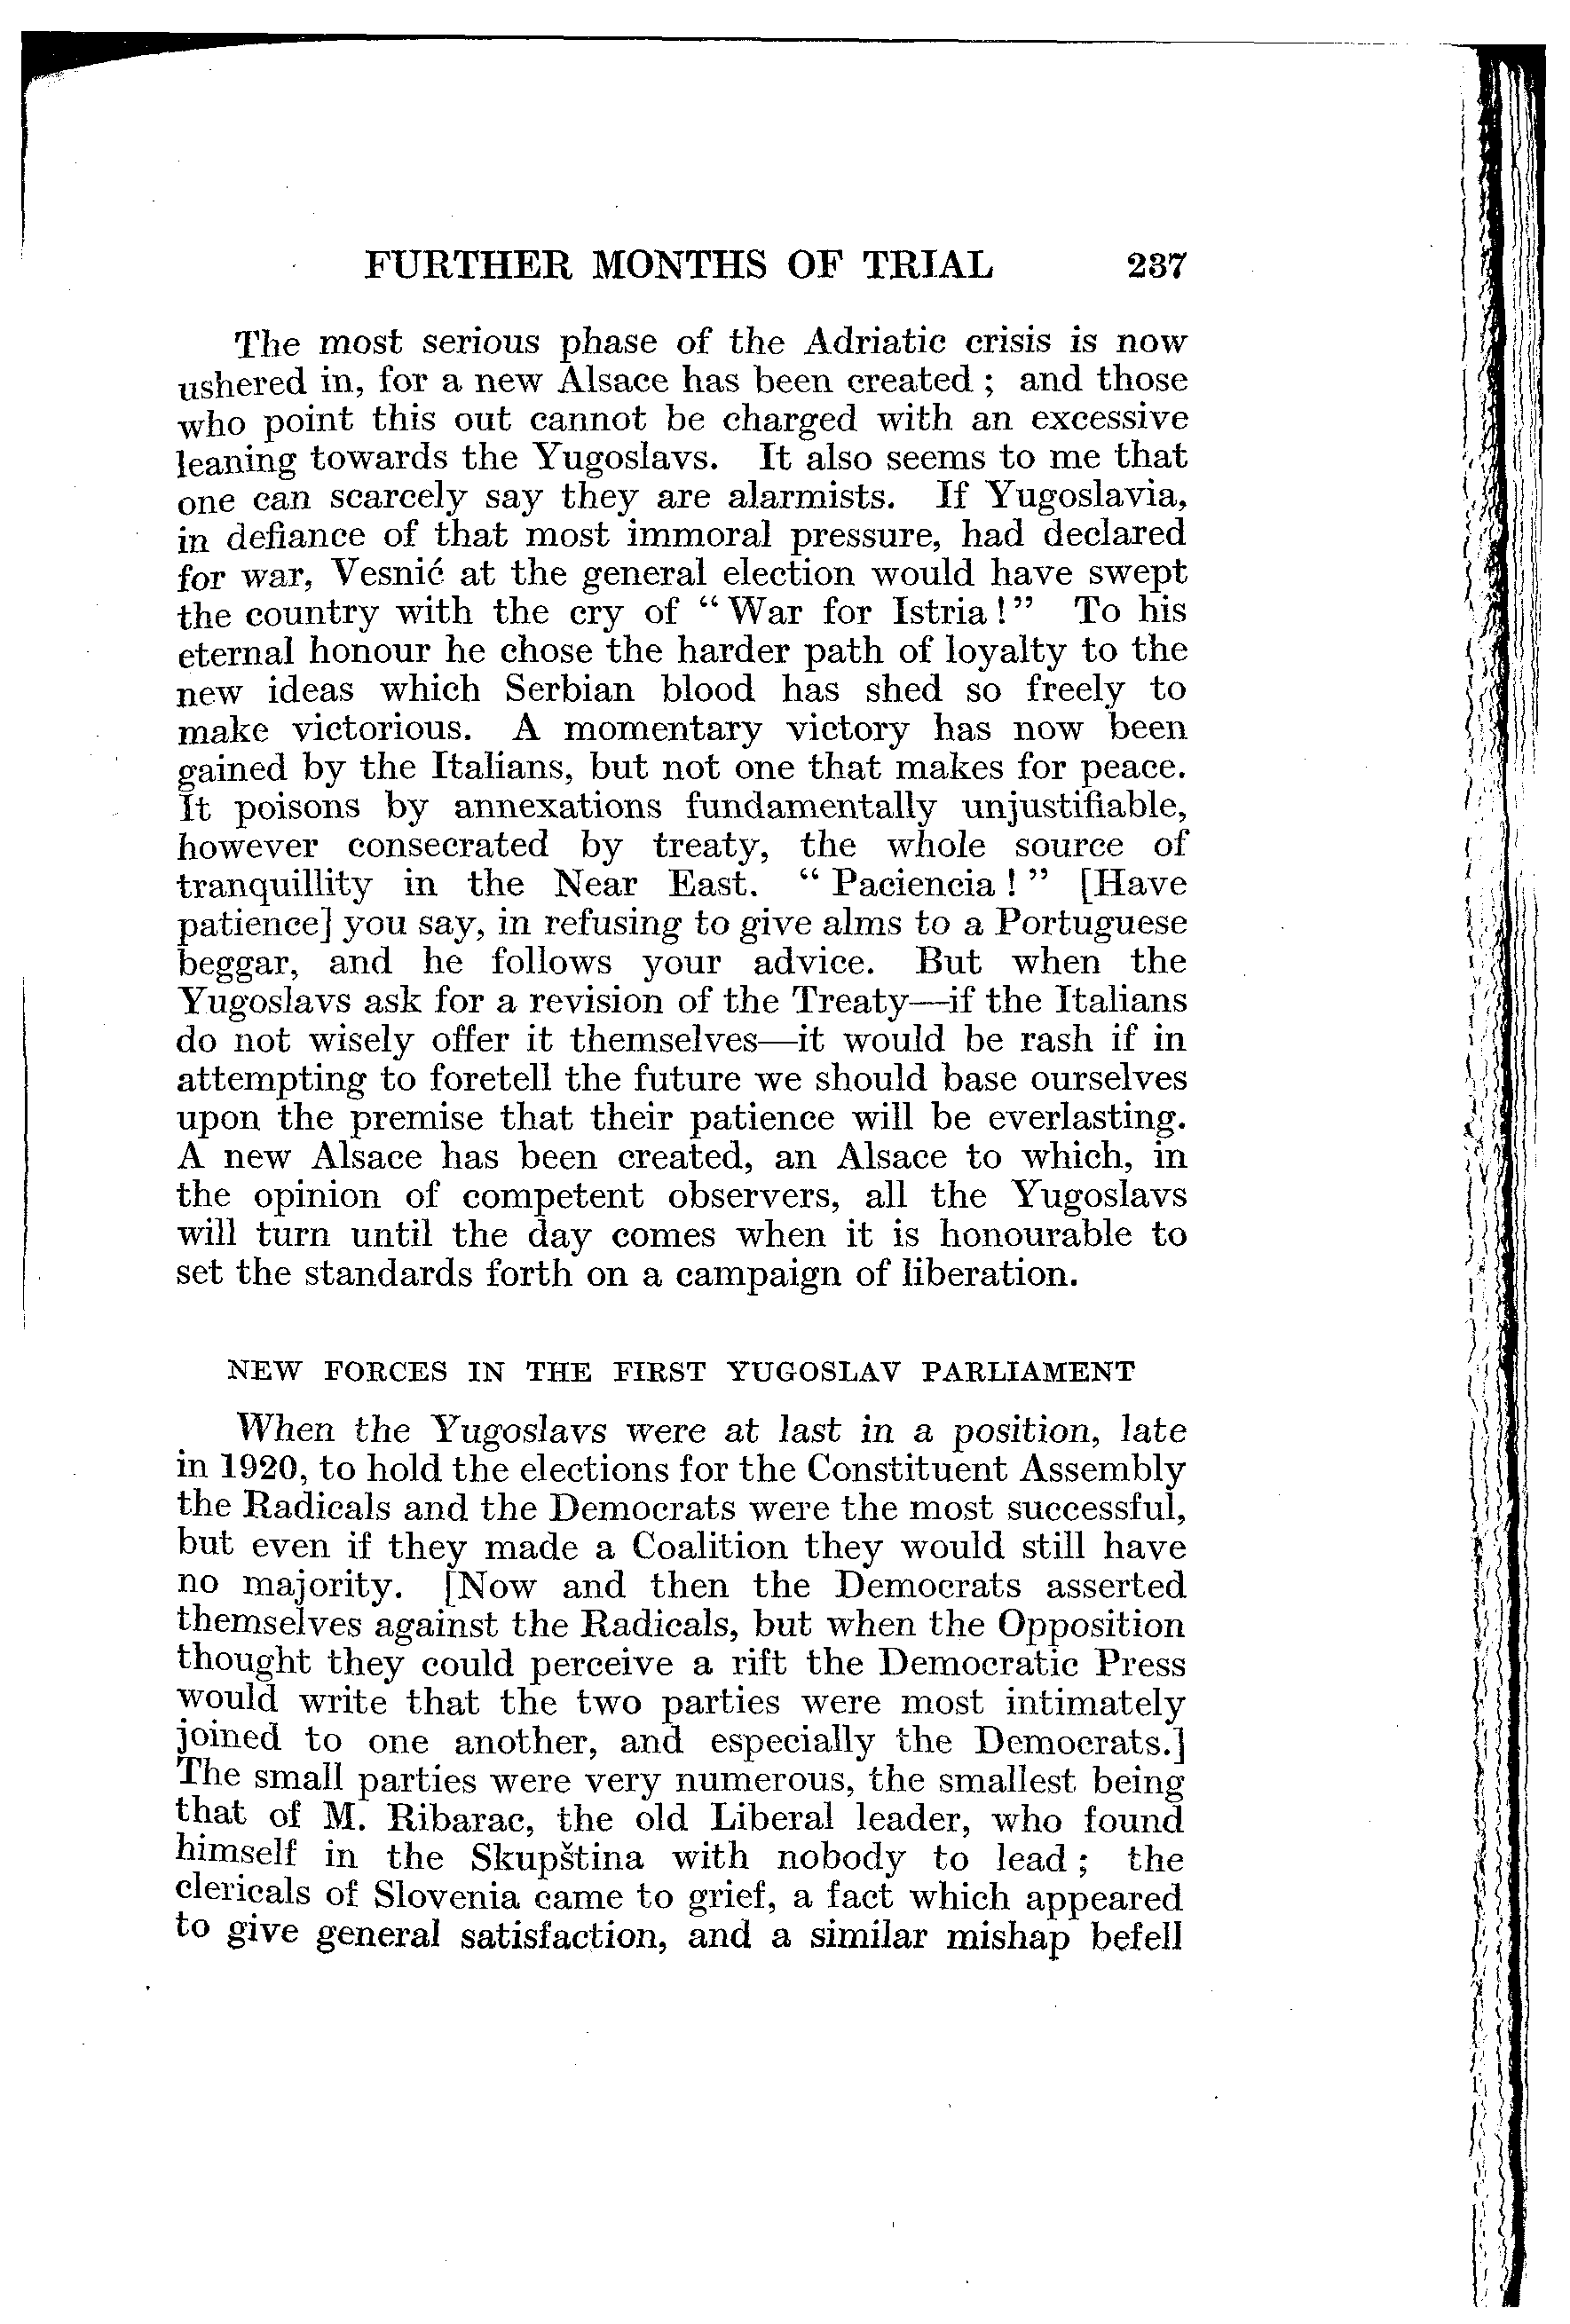 FURTHER MONTHS OF TRIAL 237
The most serious phase of the Adriatic crisis is now
ushered in, for a new Alsace has been created ; and those
who point this out cannot be charged with an excessive
leaning towards the Yugoslavs. It also seems to me that
one can scarcely say they are alarmists. If Yugoslavia,
in defiance of that most immoral pressure, had declared
for war, Vesnić at the general election would have swept
the country with the cry of “ War for Istria ! ” To his
eternal honour he chose the harder path of loyalty to the
new ideas which Serbian blood has shed so freely to
make victorious. A momentary victory has now been
gained by the Italians, but not one that makes for peace.
It poisons by annexations fundamentally unjustifiable,
however consecrated by treaty, the whole source of
tranquillity in the Near East. “ Paciencia ! ” [Have
patience] you say, in refusing to give alms to a Portuguese
beggar, and he follows your advice. But when the
Yugoslavs ask for a revision of the Treaty—if the Italians
do not wisely offer it themselves—it would be rash if in
attempting to foretell the future we should base ourselves
upon the premise that their patience will be everlasting.
A new Alsace has been created, an Alsace to which, in
the opinion of competent observers, all the Yugoslavs
will turn until the day comes when it is honourable to
set the standards forth on a campaign of liberation.
NEW FORCES IN THE FIRST YUGOSLAV PARLIAMENT
When the Yugoslavs were at last in a position, late
in 1920, to hold the elections for the Constituent Assembly
the Radicals and the Democrats were the most successful,
but even if they made a Coalition they would still have
no majority. [Now and then the Democrats asserted
themselves against the Radicals, but when the Opposition
thought they could perceive a rift the Democratic Press
would write that the two parties were most intimately
joined to one another, and especially the Democrats.]
The small parties were very numerous, the smallest being
that of M. Ribarac, the old Liberal leader, who found
himself in the Skupština with nobody to lead ; the
clericals of Slovenia came to grief, a fact which appeared
to give general satisfaction, and a similar mishap befell